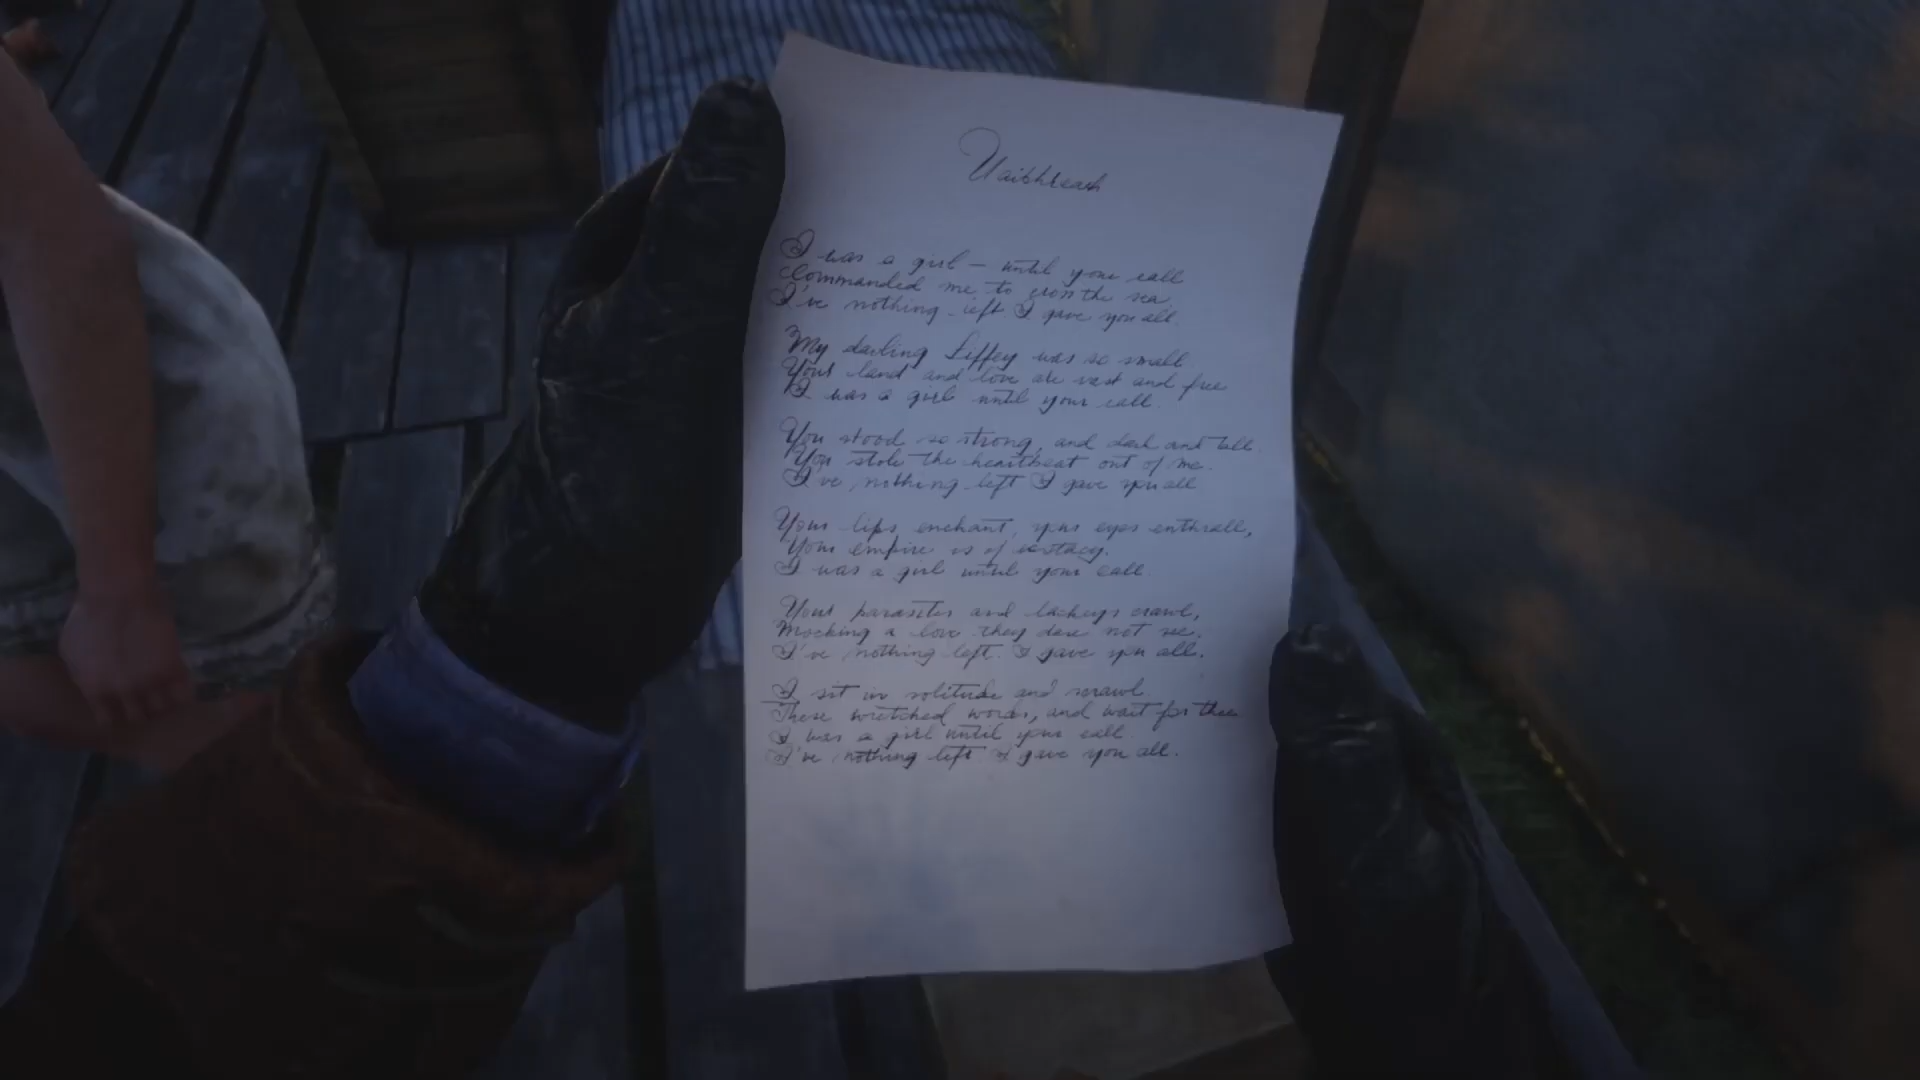 Uaibhreach
I was a girl – until your call
Commanded me to cross the sea.
I've nothing left I gave you all.
My darling Liffey was so small
Your land and love are vast and free
I was a girl until your call.
You stood so strong, and dark and tall.
You stole the heartbeat out of me.
I've nothing left I gave you all
Your lips enchant, your eyes enthrall,
Your empire is of ecstacy.
I was a girl until your call
Your parasites and lackeys crawl,
Mocking a love they dare not see.
I've nothing left. I gave you all.
I sit in solitude and scrawl
These wretched words, and wait for thee
I was a girl until your call
I've nothing left I gave you all.